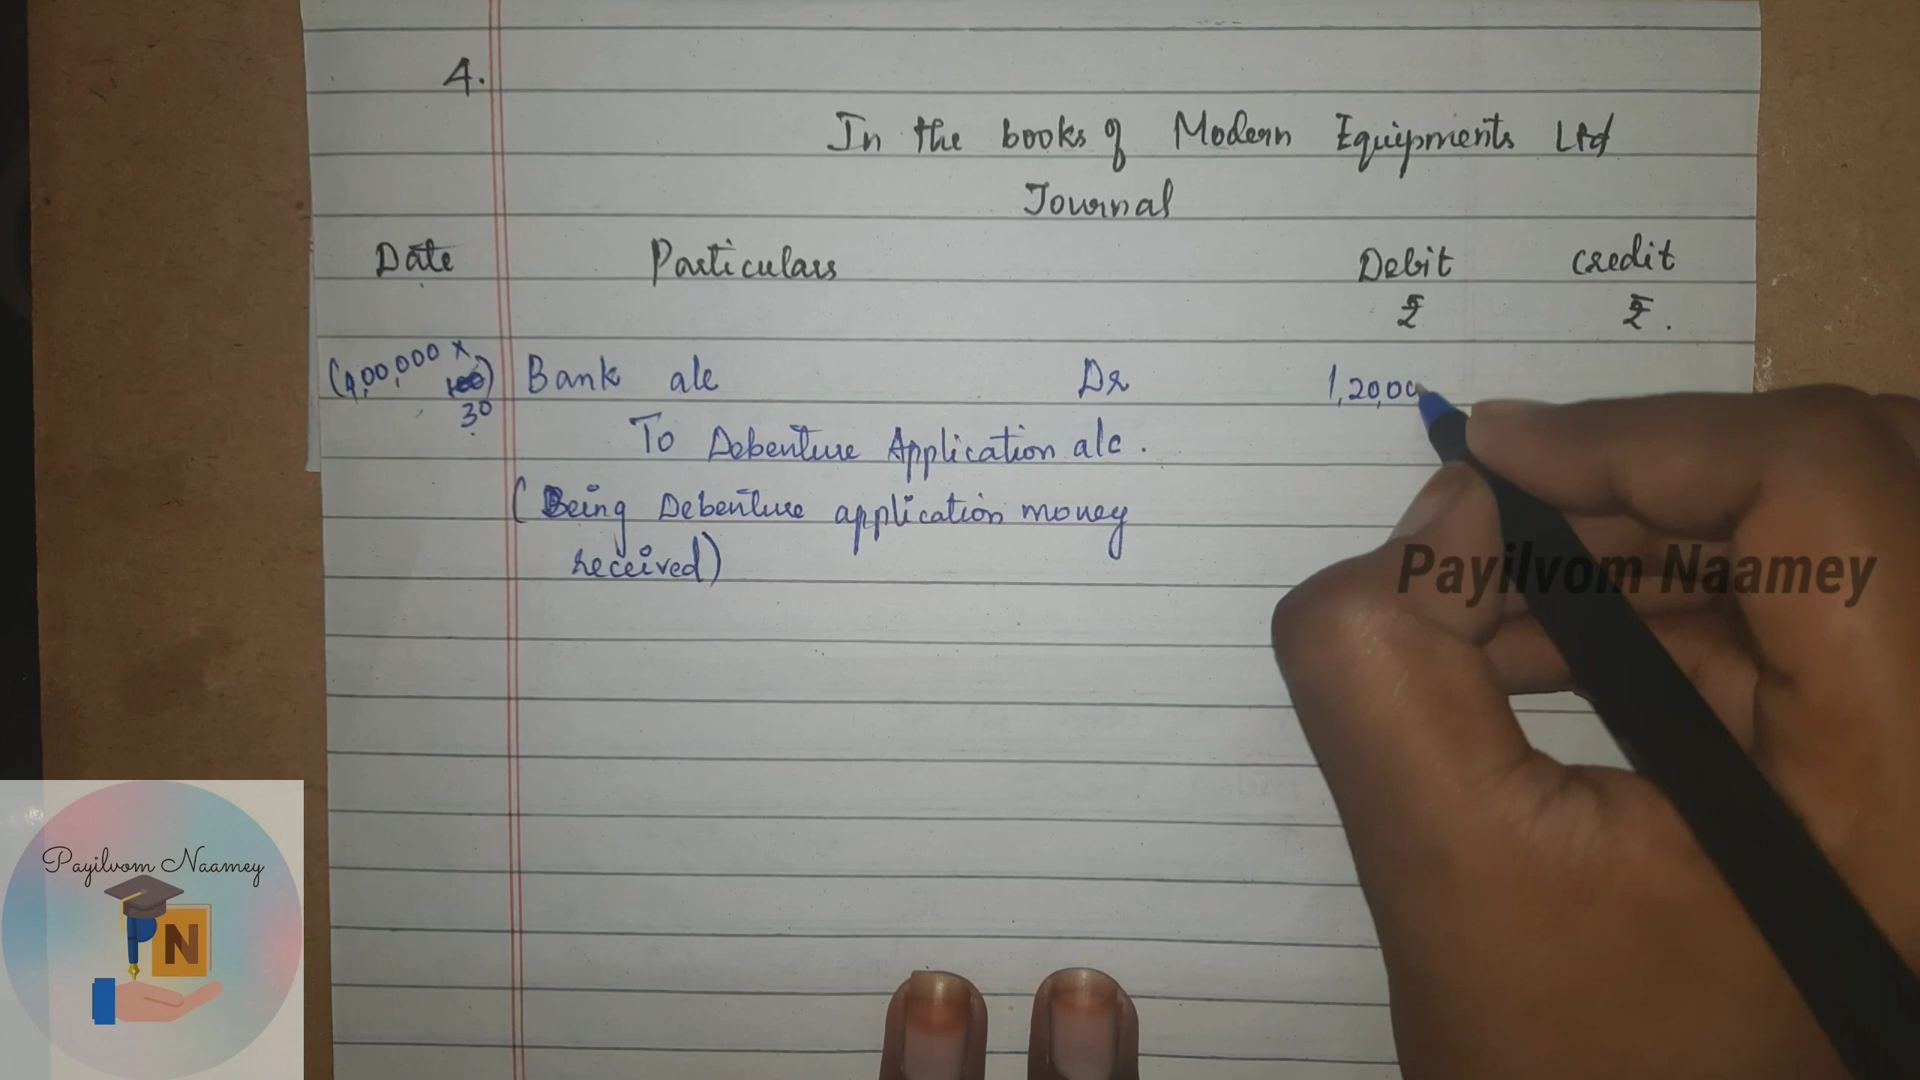 4.
In the books of Modern Equipments Ltd
Journal
Date Particulars Debit credit
₹ ₹.
(4,00,000 x 30) Bank a/c Dr 1,20,00
To Debenture Application a/c.
(Being Debenture application money
received)
Payilvom Naamey
Payilvom Naamey
PN